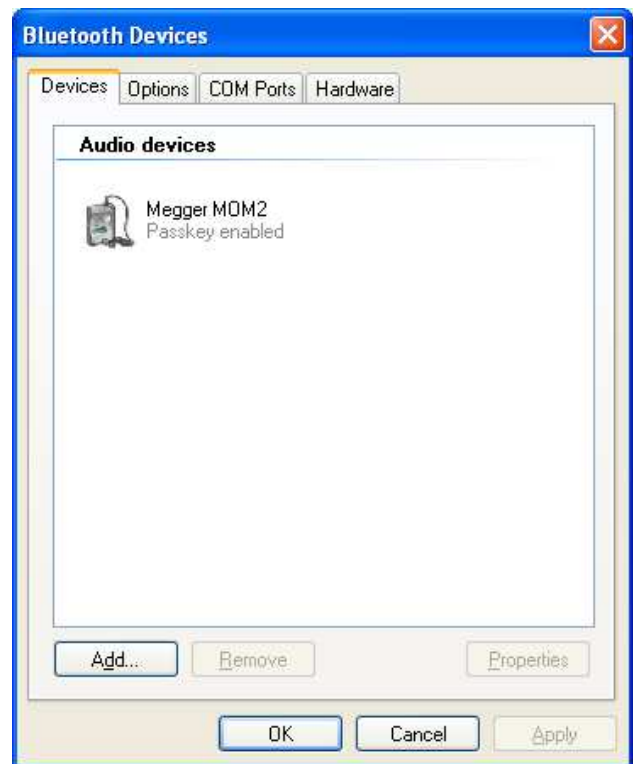 Bluetooth Devices
Devices Options COM Ports Hardware
Audio devices
Megger MOM2
Passkey enabled
Add... Remove Properties
OK Cancel Apply